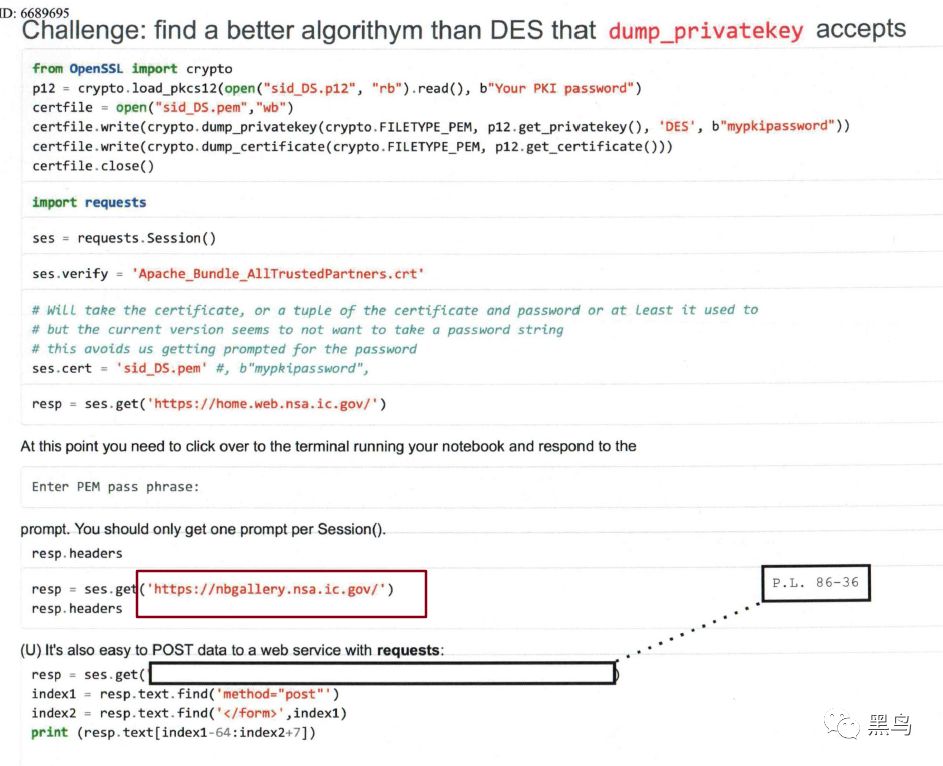 ID: 6689695
Challenge: find a better algorithym than DES that dump_privatekey accepts
from OpenSSL import crypto
p12 = crypto.load_pkcs12(open("sid_DS.p12", "rb").read(), b"Your PKI password")
certfile = open("sid_DS.pem","wb")
certfile.write(crypto.dump_privatekey(crypto.FILETYPE_PEM, p12.get_privatekey(), 'DES', b"mypkipassword"))
certfile.write(crypto.dump_certificate(crypto.FILETYPE_PEM, p12.get_certificate()))
certfile.close()
import requests
ses = requests.Session()
ses.verify = 'Apache_Bundle_AllTrustedPartners.crt'
# Will take the certificate, or a tuple of the certificate and password or at least it used to
# but the current version seems to not want to take a password string
# this avoids us getting prompted for the password
ses.cert = 'sid_DS.pem' #, b"mypkipassword",
resp = ses.get('https://home.web.nsa.ic.gov/')
At this point you need to click over to the terminal running your notebook and respond to the
Enter PEM pass phrase:
prompt. You should only get one prompt per Session().
resp.headers
resp = ses.get('https://nbgallery.nsa.ic.gov/')
resp.headers
P.L. 86-36
(U) It's also easy to POST data to a web service with requests:
resp = ses.get(' )
index1 = resp.text.find('method="post"')
index2 = resp.text.find('</form>',index1)
print (resp.text[index1-64:index2+7])
黑鸟